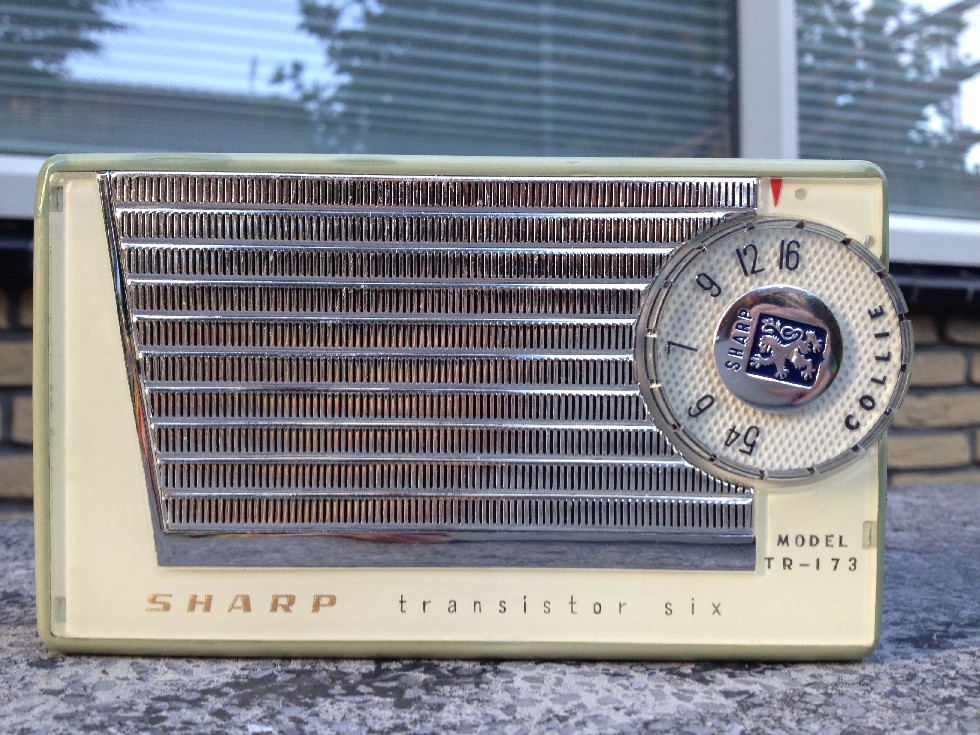 12 16
9
7
6
54
SHARP
COLLIE
MODEL
TR-173
SHARP transistor six